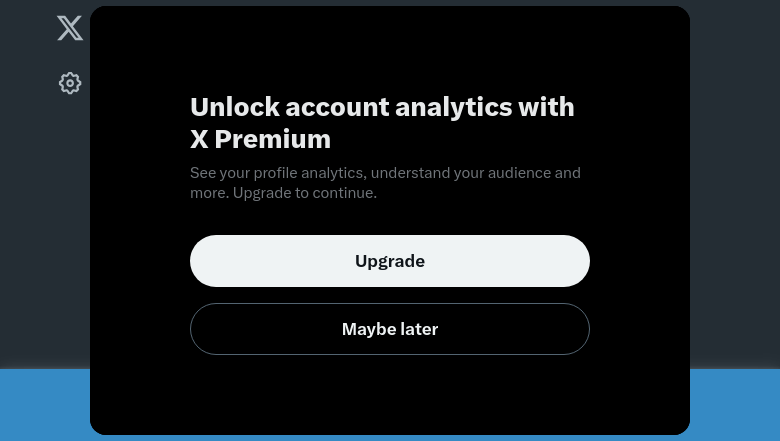 Unlock account analytics with
X Premium
See your profile analytics, understand your audience and
more. Upgrade to continue.
Upgrade
Maybe later